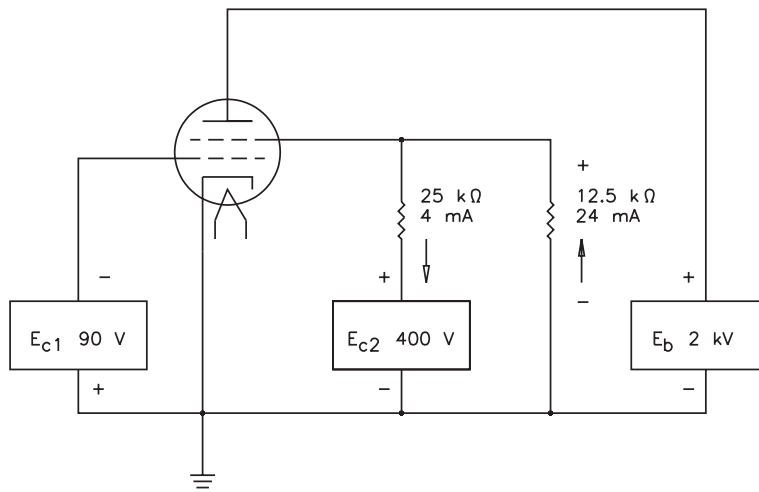 25 kΩ
4 mA
+
12.5 kΩ
24 mA
−
−
+
+
E_c1 90 V
E_c2 400 V
E_b 2 kV
+
−
−